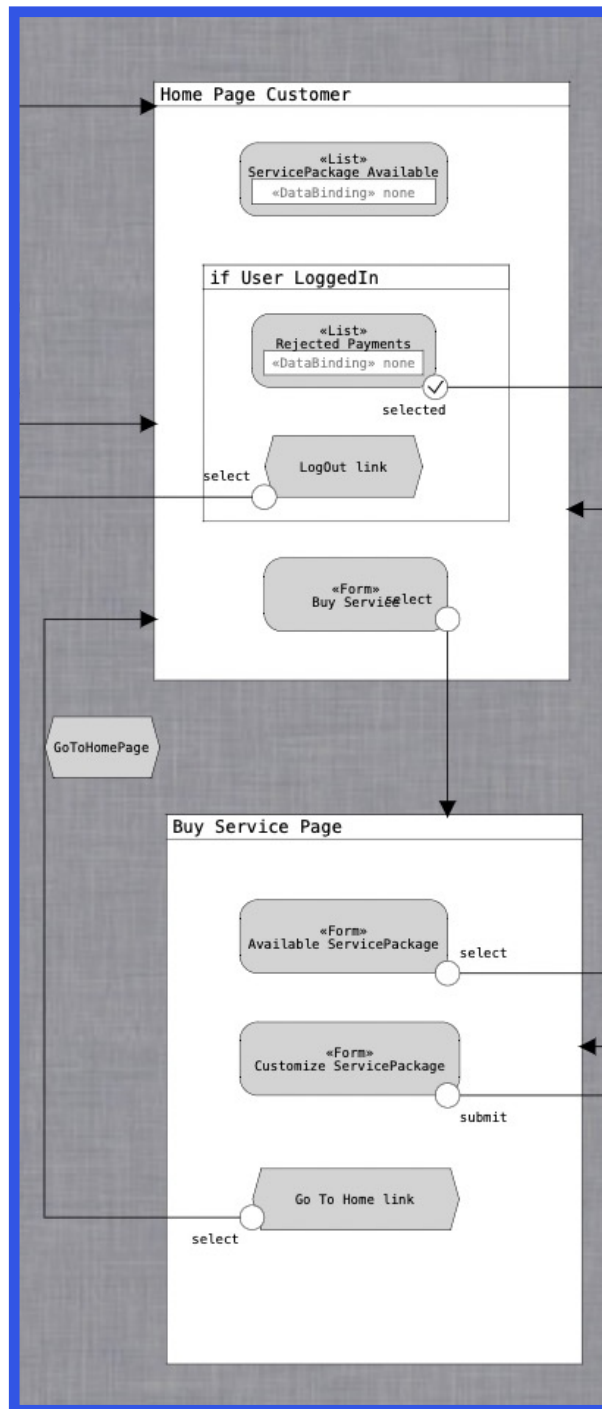 Home Page Customer
«List»
ServicePackage Available
«DataBinding» none
if User LoggedIn
«List»
Rejected Payments
«DataBinding» none
selected
LogOut link
select
«Form»
Buy Service
select
GoToHomePage
Buy Service Page
«Form»
Available ServicePackage
select
«Form»
Customize ServicePackage
submit
Go To Home link
select